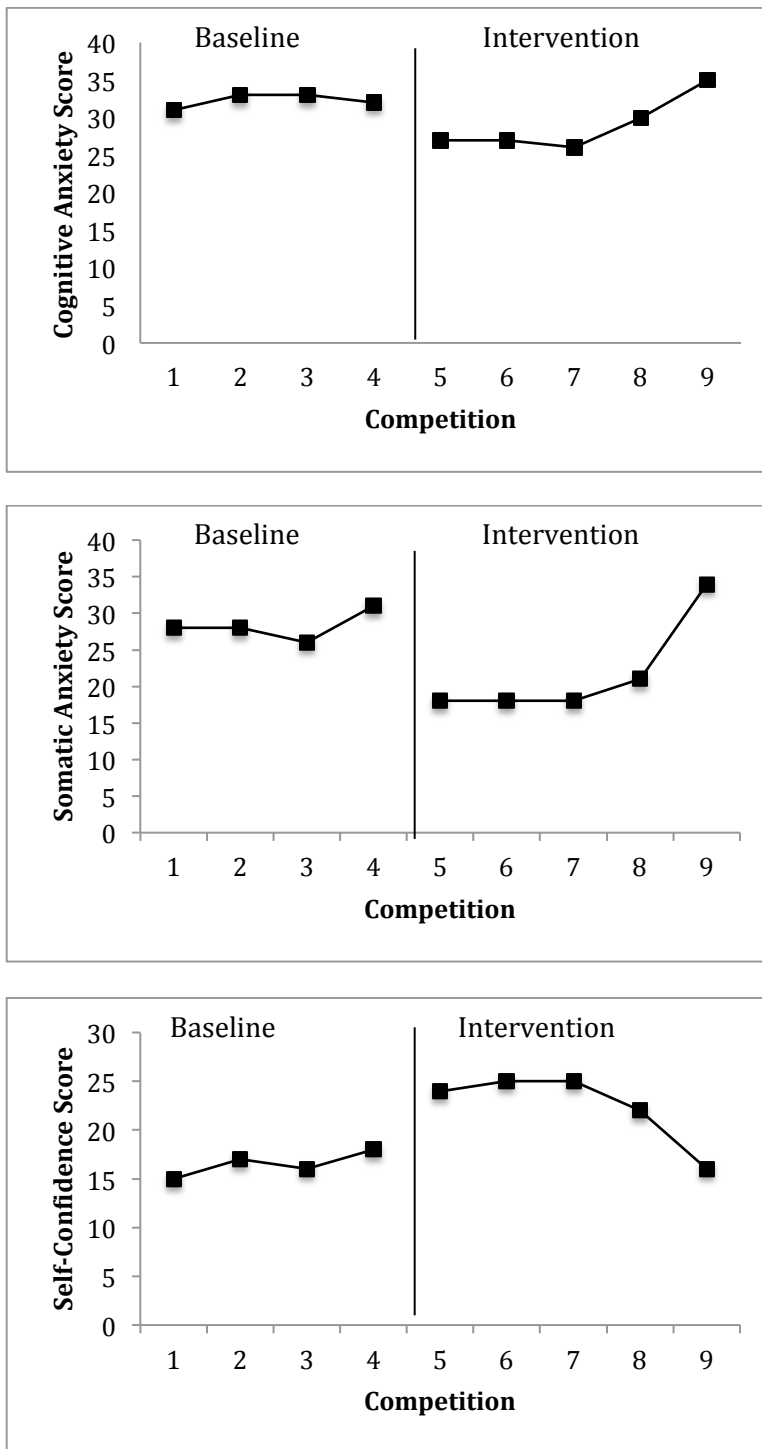 Baseline Intervention
Cognitive Anxiety Score
40
35
30
25
20
15
10
5
0
1 2 3 4 5 6 7 8 9
Competition
Baseline Intervention
Somatic Anxiety Score
40
35
30
25
20
15
10
5
0
1 2 3 4 5 6 7 8 9
Competition
Baseline Intervention
Self-Confidence Score
30
25
20
15
10
5
0
1 2 3 4 5 6 7 8 9
Competition